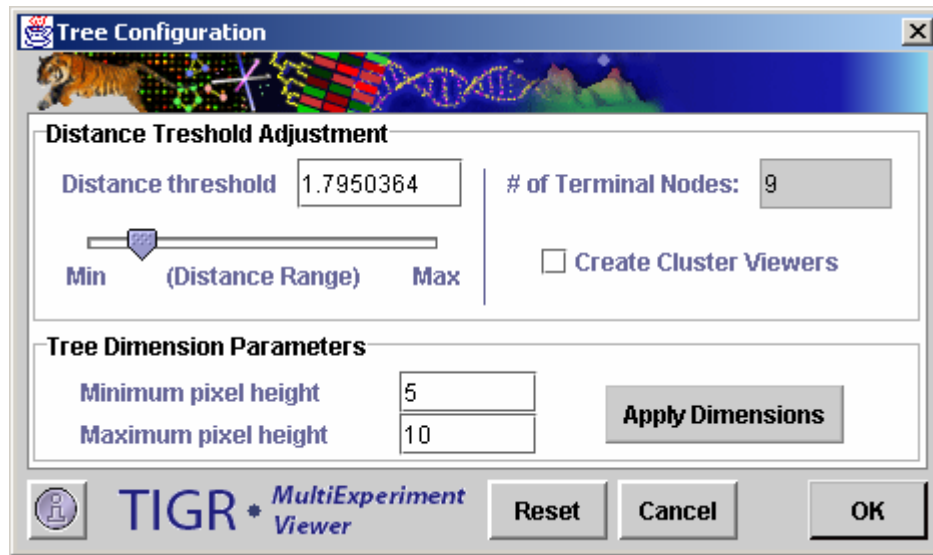 Tree Configuration
Distance Treshold Adjustment
Distance threshold 1.7950364
# of Terminal Nodes: 9
Min (Distance Range) Max
Create Cluster Viewers
Tree Dimension Parameters
Minimum pixel height 5
Maximum pixel height 10
Apply Dimensions
TIGR MultiExperiment Viewer
Reset Cancel OK